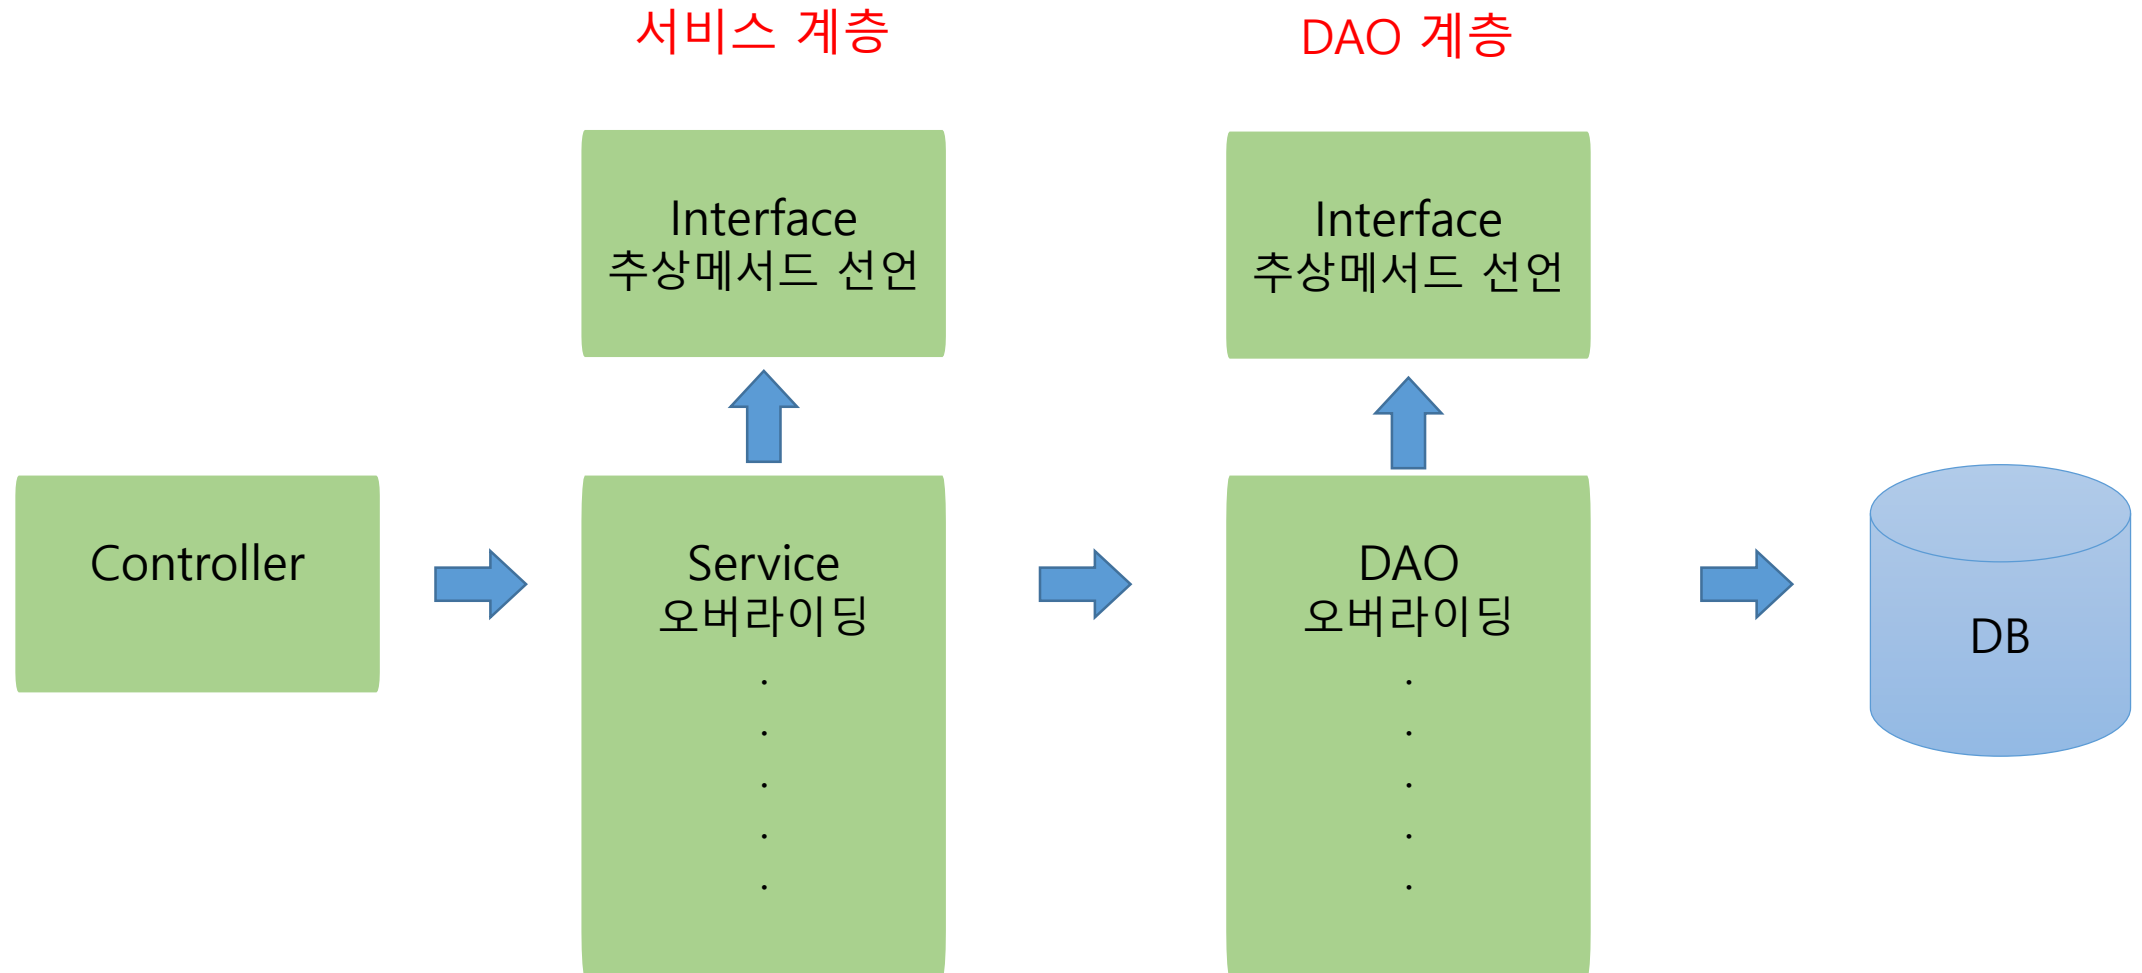 서비스 계층
DAO 계층
Interface
추상메서드 선언
Interface
추상메서드 선언
Controller
Service
오버라이딩
.
.
.
.
.
DAO
오버라이딩
.
.
.
.
.
DB